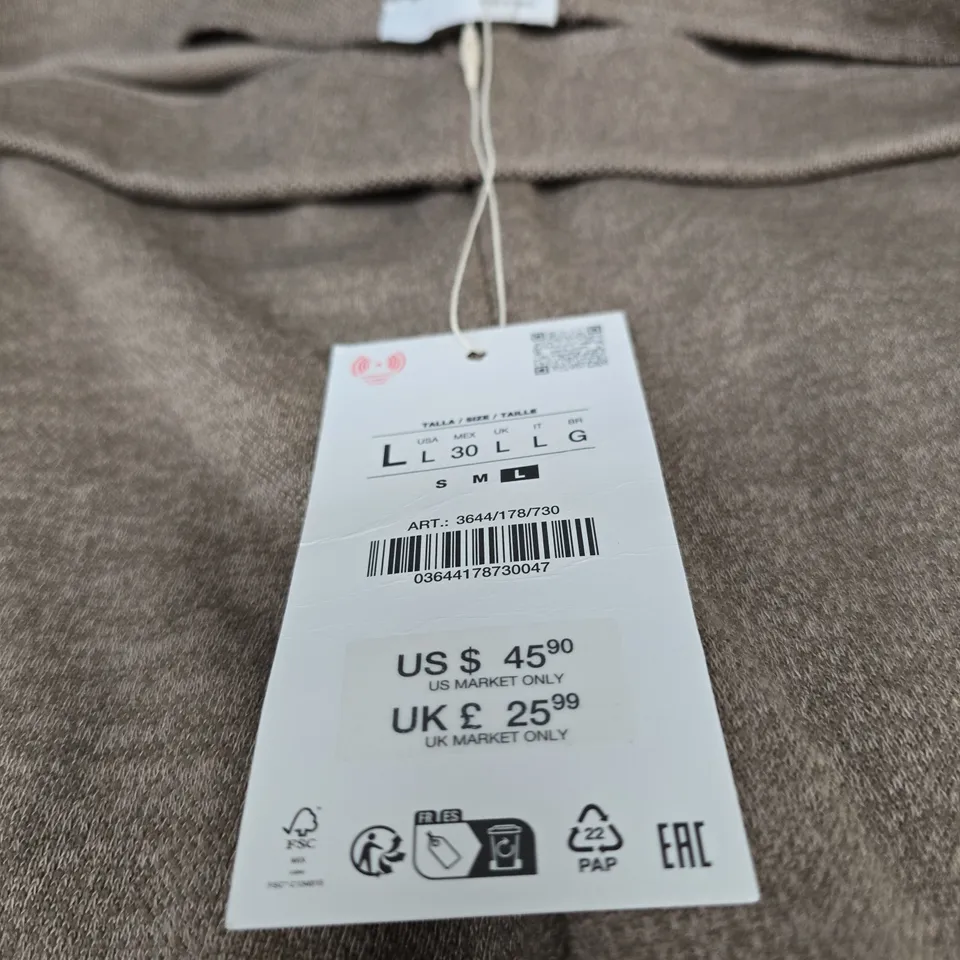 TALLA / SIZE / TAILLE
USA MEX UK IT BR
L L 30 L L G
S M L
ART.: 3644/178/730
03644178730047
US $ 45 90
US MARKET ONLY
UK £ 25 99
UK MARKET ONLY
FR ES
FSC
22
PAP
EAC